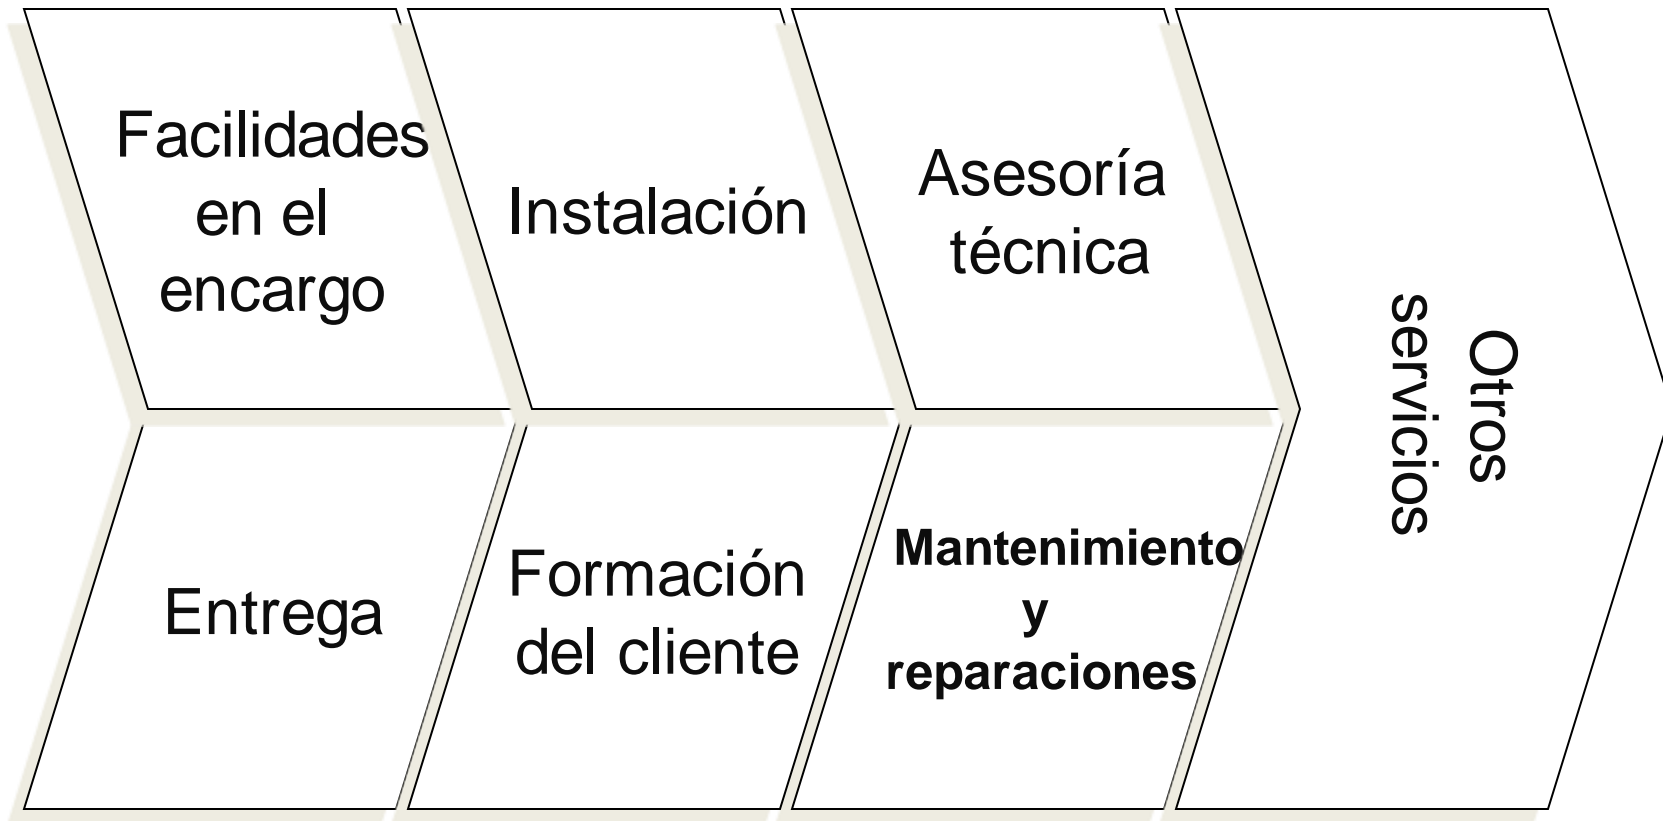 Facilidades
en el
encargo
Instalación
Asesoría
técnica
Entrega
Formación
del cliente
Mantenimiento
y
reparaciones
Otros
servicios